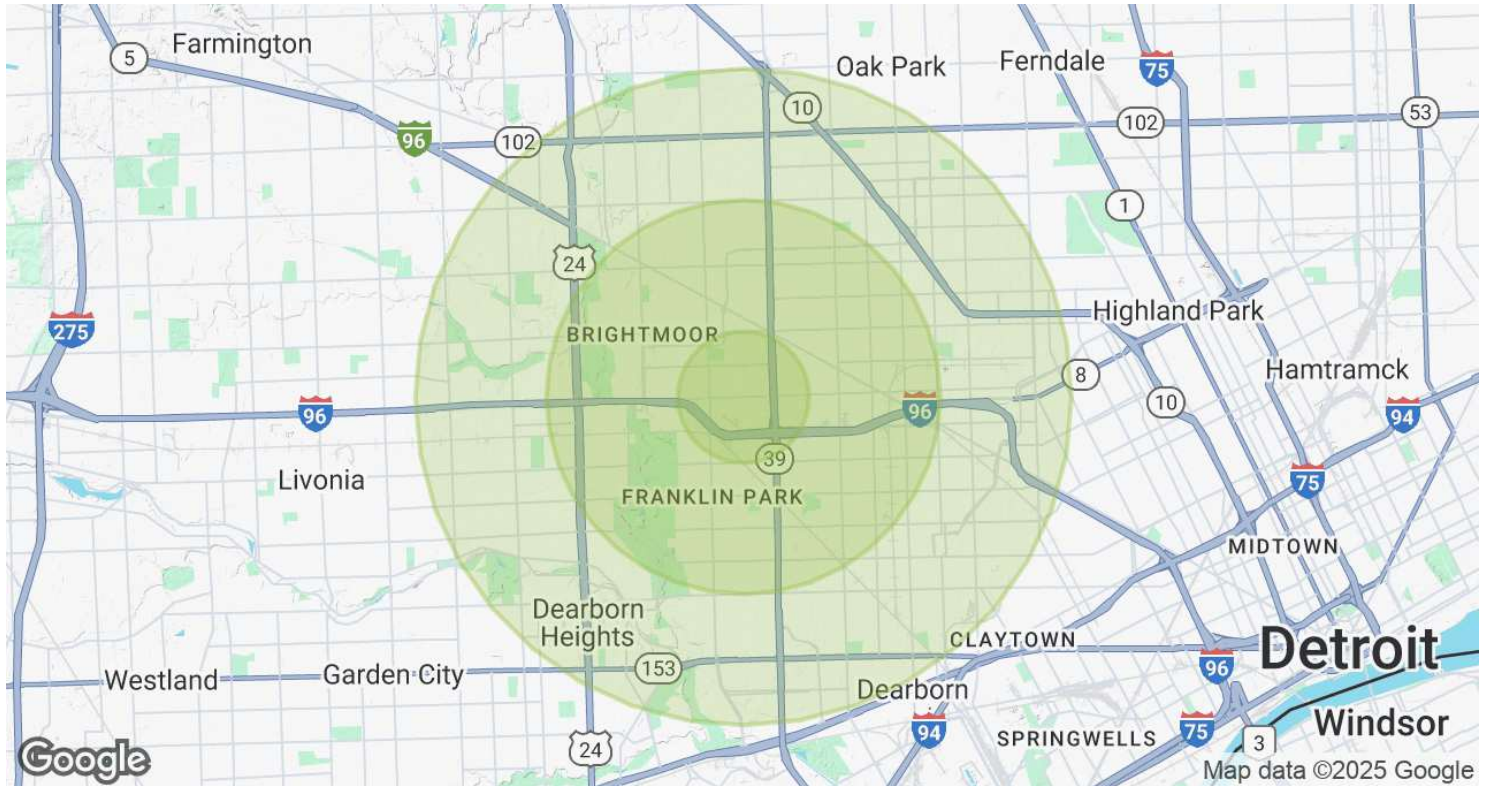 Farmington
Oak Park
Ferndale
5
75
10
53
96
102
102
1
24
Highland Park
275
BRIGHTMOOR
Hamtramck
8
96
96
10
94
39
Livonia
75
FRANKLIN PARK
MIDTOWN
Dearborn
Heights
CLAYTOWN
Detroit
153
96
Westland
Garden City
Dearborn
Windsor
94
75
SPRINGWELLS
3
24
Google
Map data ©2025 Google